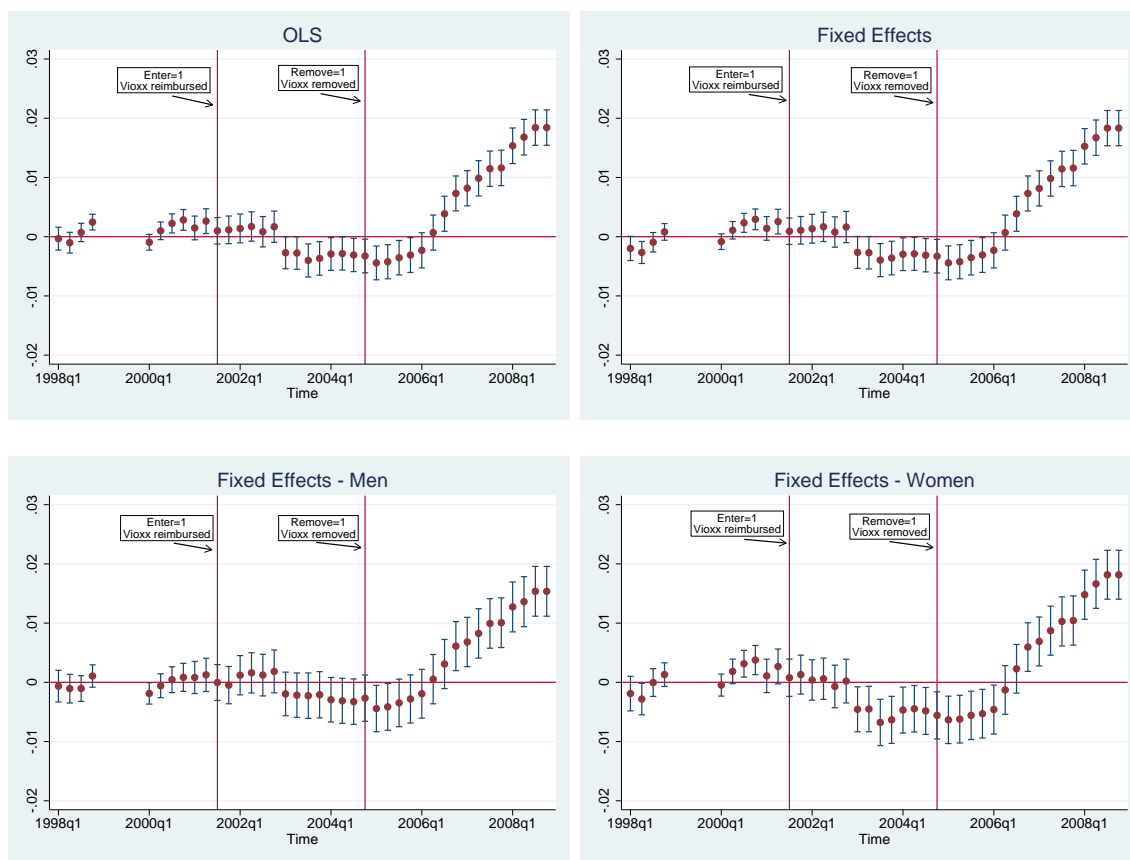 OLS
.03
.02
.01
0
-.01
-.02
Enter=1
Vioxx reimbursed
Remove=1
Vioxx removed
1998q1 2000q1 2002q1 2004q1 2006q1 2008q1
Time
Fixed Effects
.03
.02
.01
0
-.01
-.02
Enter=1
Vioxx reimbursed
Remove=1
Vioxx removed
1998q1 2000q1 2002q1 2004q1 2006q1 2008q1
Time
Fixed Effects - Men
.03
.02
.01
0
-.01
-.02
Enter=1
Vioxx reimbursed
Remove=1
Vioxx removed
1998q1 2000q1 2002q1 2004q1 2006q1 2008q1
Time
Fixed Effects - Women
.03
.02
.01
0
-.01
-.02
Enter=1
Vioxx reimbursed
Remove=1
Vioxx removed
1998q1 2000q1 2002q1 2004q1 2006q1 2008q1
Time